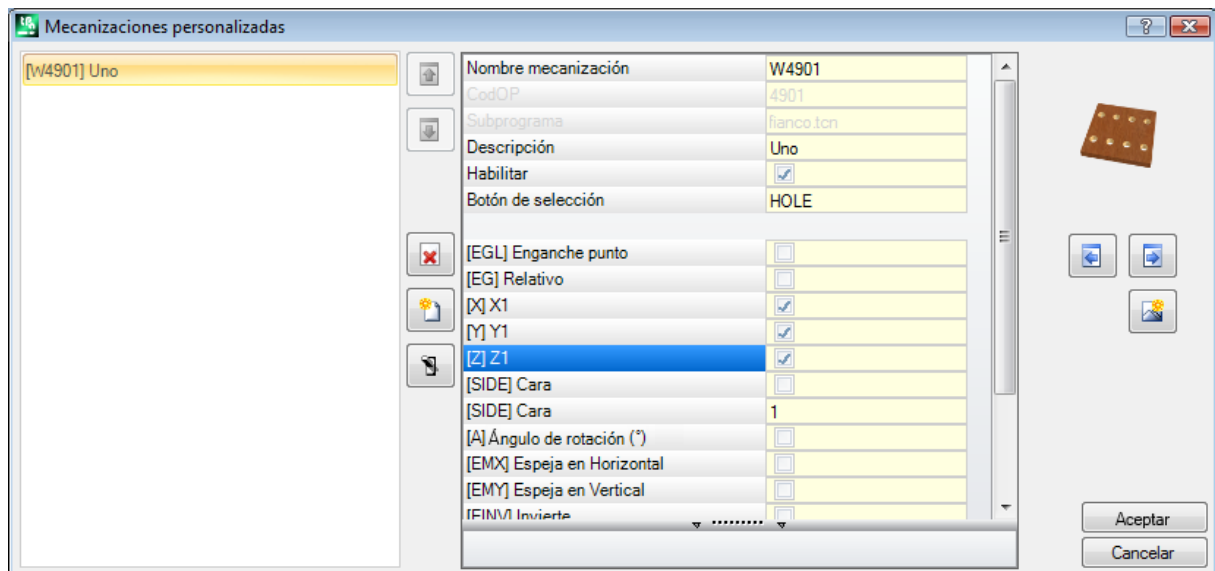 Mecanizaciones personalizadas
[W4901] Uno
Nombre mecanización W4901
CodOP 4901
Subprograma fianco.tcn
Descripción Uno
Habilitar
Botón de selección HOLE
[EGL] Enganche punto
[EG] Relativo
[X] X1
[Y] Y1
[Z] Z1
[SIDE] Cara
[SIDE] Cara 1
[A] Ángulo de rotación (°)
[EMX] Espeja en Horizontal
[EMY] Espeja en Vertical
[EINV] Invierte
Aceptar
Cancelar